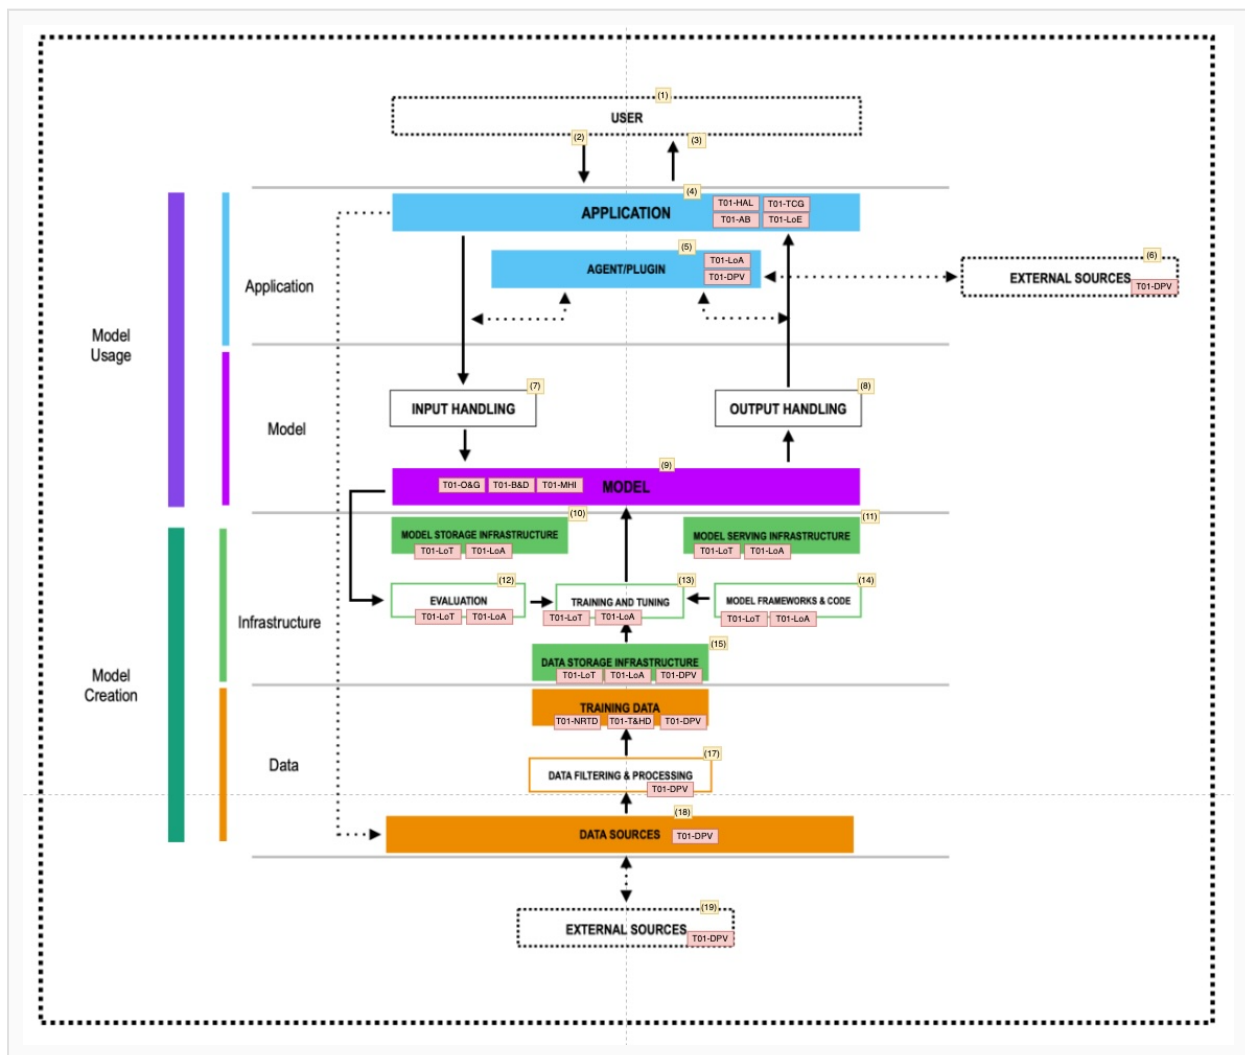 (1)
USER
(2)
(3)
(4)
APPLICATION
T01-HAL
T01-TCG
T01-AB
T01-LoE
(5)
AGENT/PLUGIN
T01-LoA
T01-DPV
(6)
EXTERNAL SOURCES
T01-DPV
Application
Model
Usage
(7)
INPUT HANDLING
(8)
OUTPUT HANDLING
Model
(9)
T01-O&G
T01-B&D
T01-MHI
MODEL
(10)
MODEL STORAGE INFRASTRUCTURE
T01-LoT
T01-LoA
(11)
MODEL SERVING INFRASTRUCTURE
T01-LoT
T01-LoA
(12)
EVALUATION
T01-LoT
T01-LoA
(13)
TRAINING AND TUNING
T01-LoT
T01-LoA
(14)
MODEL FRAMEWORKS & CODE
T01-LoT
T01-LoA
Infrastructure
(15)
DATA STORAGE INFRASTRUCTURE
T01-LoT
T01-LoA
T01-DPV
Model
Creation
TRAINING DATA
T01-NRTD
T01-T&HD
T01-DPV
(17)
DATA FILTERING & PROCESSING
T01-DPV
Data
(18)
DATA SOURCES
T01-DPV
(19)
EXTERNAL SOURCES
T01-DPV